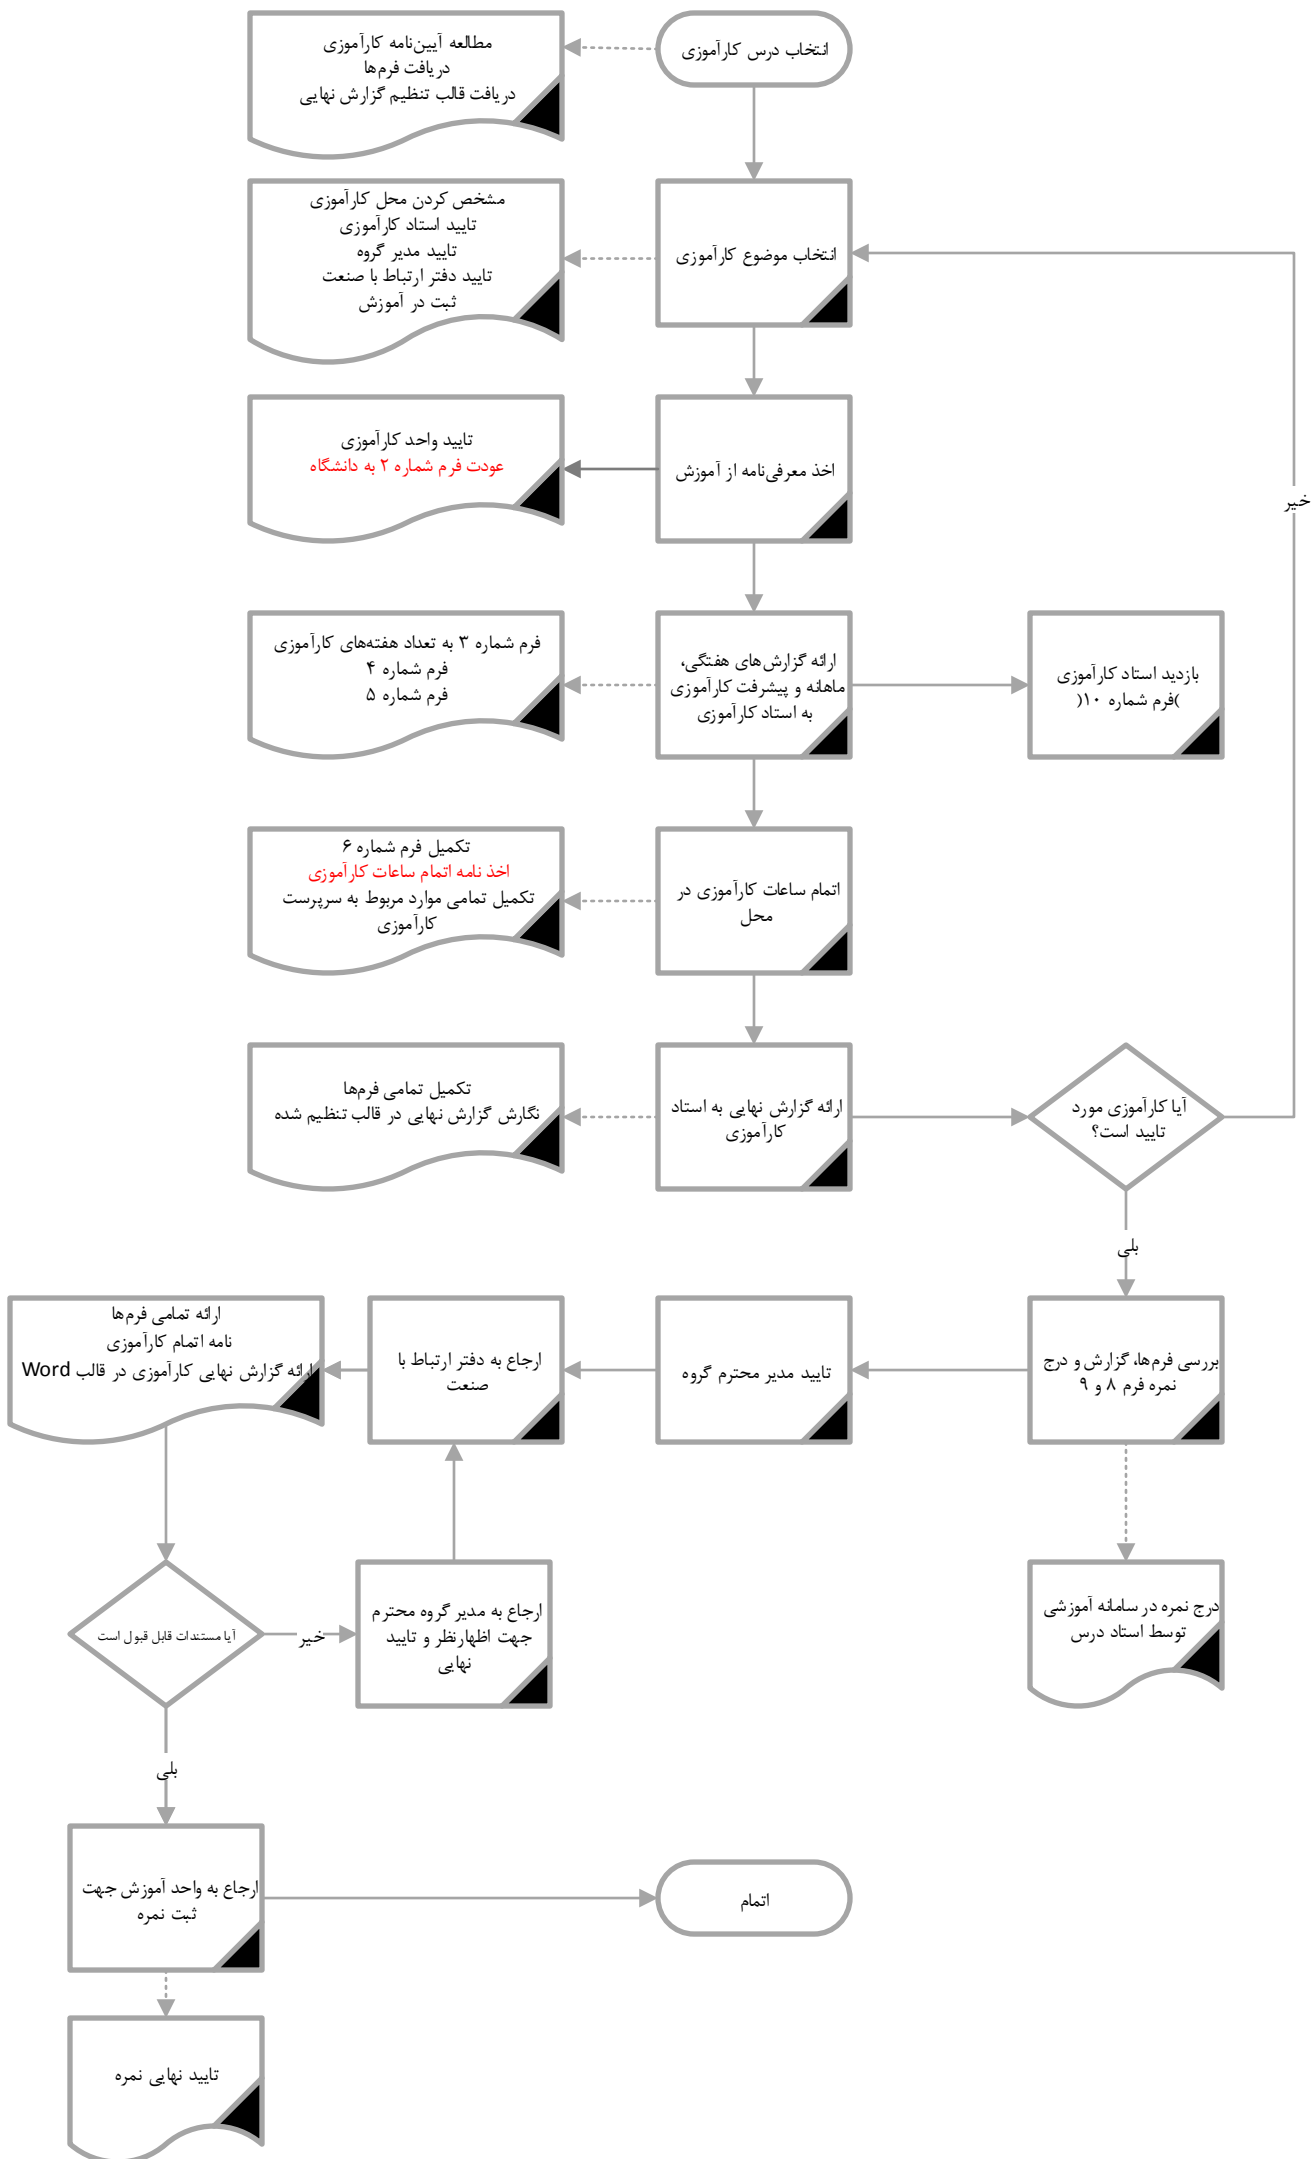 انتخاب درس کارآموزی
مطالعه آیین‌نامه کارآموزی
دریافت فرم‌ها
دریافت قالب تنظیم گزارش نهایی
انتخاب موضوع کارآموزی
مشخص کردن محل کارآموزی
تایید استاد کارآموزی
تایید مدیر گروه
تایید دفتر ارتباط با صنعت
ثبت در آموزش
اخذ معرفی‌نامه از آموزش
تایید واحد کارآموزی
عودت فرم شماره ۲ به دانشگاه
خیر
بازدید استاد کارآموزی
)فرم شماره ۱۰(
ارائه گزارش‌های هفتگی،
ماهانه و پیشرفت کارآموزی
به استاد کارآموزی
فرم شماره ۳ به تعداد هفته‌های کارآموزی
فرم شماره ۴
فرم شماره ۵
اتمام ساعات کارآموزی در
محل
تکمیل فرم شماره ۶
اخذ نامه اتمام ساعات کارآموزی
تکمیل تمامی موارد مربوط به سرپرست
کارآموزی
آیا کارآموزی مورد
تایید است؟
ارائه گزارش نهایی به استاد
کارآموزی
تکمیل تمامی فرم‌ها
نگارش گزارش نهایی در قالب تنظیم شده
بلی
بررسی فرم‌ها، گزارش و درج
نمره فرم ۸ و ۹
تایید مدیر محترم گروه
ارجاع به دفتر ارتباط با
صنعت
ارائه تمامی فرم‌ها
نامه اتمام کارآموزی
ارائه گزارش نهایی کارآموزی در قالب Word
درج نمره در سامانه آموزشی
توسط استاد درس
ارجاع به مدیر گروه محترم
جهت اظهارنظر و تایید
نهایی
خیر
آیا مستندات قابل قبول است
بلی
اتمام
ارجاع به واحد آموزش جهت
ثبت نمره
تایید نهایی نمره